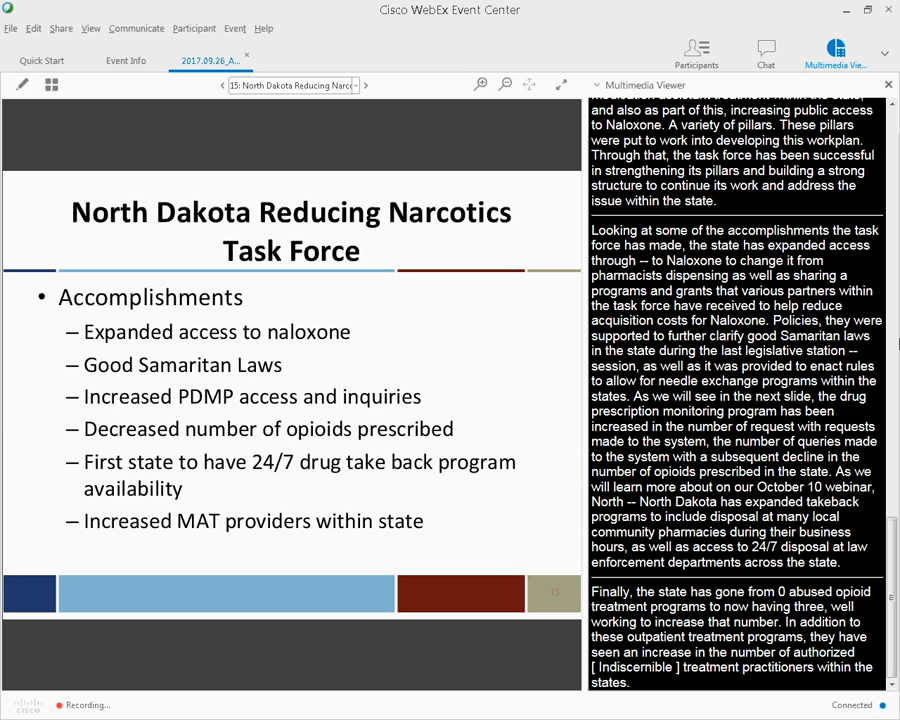 Cisco WebEx Event Center
File Edit Share View Communicate Participant Event Help
Quick Start Event Info 2017.09.26_A... Participants Chat Multimedia Vie...
15: North Dakota Reducing Narco
Multimedia Viewer
North Dakota Reducing Narcotics
Task Force
• Accomplishments
– Expanded access to naloxone
– Good Samaritan Laws
– Increased PDMP access and inquiries
– Decreased number of opioids prescribed
– First state to have 24/7 drug take back program
availability
– Increased MAT providers within state
15
and also as part of this, increasing public access
to Naloxone. A variety of pillars. These pillars
were put to work into developing this workplan.
Through that, the task force has been successful
in strengthening its pillars and building a strong
structure to continue its work and address the
issue within the state.
Looking at some of the accomplishments the task
force has made, the state has expanded access
through -- to Naloxone to change it from
pharmacists dispensing as well as sharing a
programs and grants that various partners within
the task force have received to help reduce
acquisition costs for Naloxone. Policies, they were
supported to further clarify good Samaritan laws
in the state during the last legislative station --
session, as well as it was provided to enact rules
to allow for needle exchange programs within the
states. As we will see in the next slide, the drug
prescription monitoring program has been
increased in the number of request with requests
made to the system, the number of queries made
to the system with a subsequent decline in the
number of opioids prescribed in the state. As we
will learn more about on our October 10 webinar,
North -- North Dakota has expanded takeback
programs to include disposal at many local
community pharmacies during their business
hours, as well as access to 24/7 disposal at law
enforcement departments across the state.
Finally, the state has gone from 0 abused opioid
treatment programs to now having three, well
working to increase that number. In addition to
these outpatient treatment programs, they have
seen an increase in the number of authorized
[ Indiscernible ] treatment practitioners within the
states.
cisco Recording... Connected